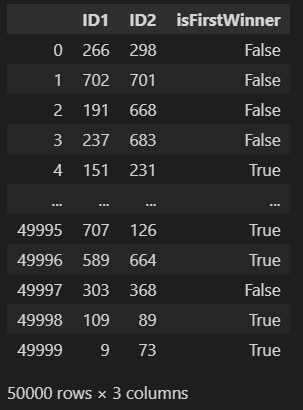 ID1 ID2 isFirstWinner
0 266 298 False
1 702 701 False
2 191 668 False
3 237 683 False
4 151 231 True
... ... ... ...
49995 707 126 True
49996 589 664 True
49997 303 368 False
49998 109 89 True
49999 9 73 True
50000 rows × 3 columns